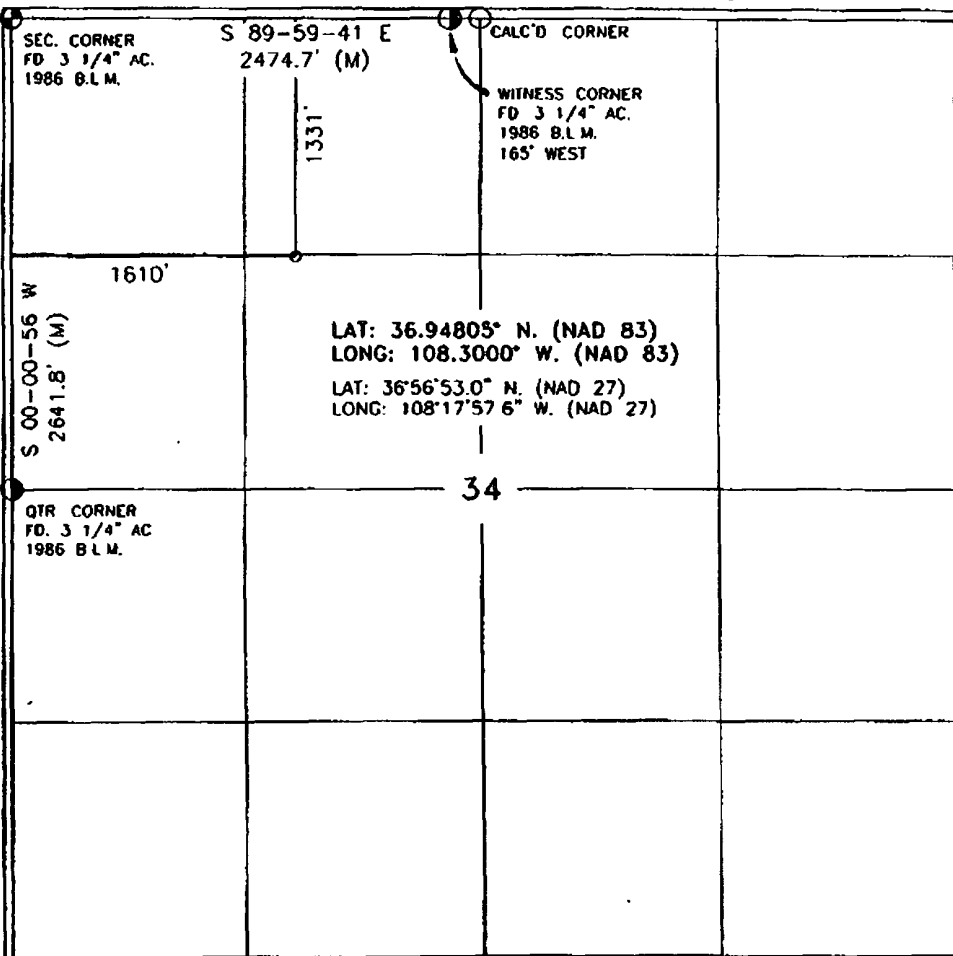 SEC. CORNER
FD 3 1/4" AC.
1986 B.L.M.
S 89-59-41 E
2474.7' (M)
1331'
CALC'D CORNER
WITNESS CORNER
FD 3 1/4" AC.
1986 B.L.M.
165' WEST
1610'
S 00-00-56 W
2641.8' (M)
LAT: 36.94805° N. (NAD 83)
LONG: 108.3000° W. (NAD 83)
LAT: 36°56'53.0" N. (NAD 27)
LONG: 108°17'57.6" W. (NAD 27)
34
QTR CORNER
FD. 3 1/4" AC
1986 B L M.